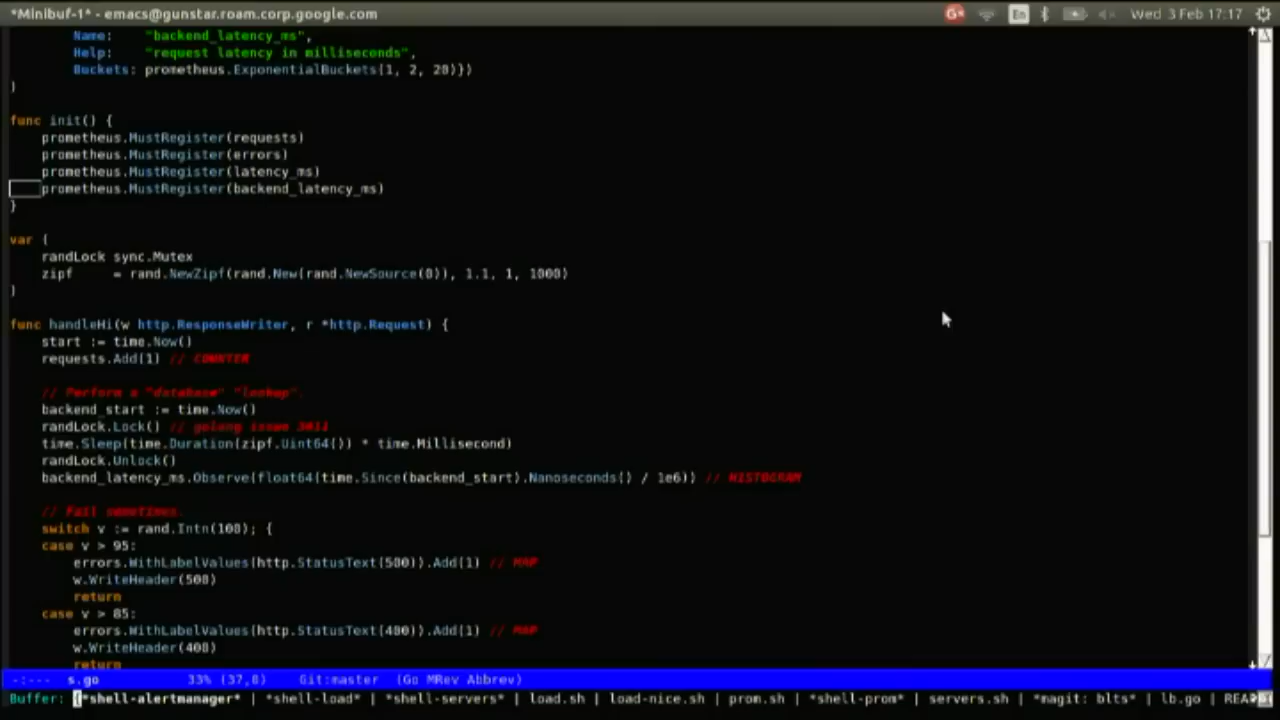 *Minibuf-1* - emacs@gunstar.roam.corp.google.com
En
Wed 3 Feb 17:17
Name: "backend_latency_ms",
Help: "request latency in milliseconds",
Buckets: prometheus.ExponentialBuckets(1, 2, 20)})
)
func init() {
prometheus.MustRegister(requests)
prometheus.MustRegister(errors)
prometheus.MustRegister(latency_ms)
prometheus.MustRegister(backend_latency_ms)
}
var (
randLock sync.Mutex
zipf = rand.NewZipf(rand.New(rand.NewSource(0)), 1.1, 1, 1000)
)
func handleHi(w http.ResponseWriter, r *http.Request) {
start := time.Now()
requests.Add(1) // COUNTER
// Perform a "database" "lookup".
backend_start := time.Now()
randLock.Lock() // golang issue 3611
time.Sleep(time.Duration(zipf.Uint64()) * time.Millisecond)
randLock.Unlock()
backend_latency_ms.Observe(float64(time.Since(backend_start).Nanoseconds() / 1e6)) // HISTOGRAM
// Fail sometimes.
switch v := rand.Intn(100); {
case v > 95:
errors.WithLabelValues(http.StatusText(500)).Add(1) // MAP
w.WriteHeader(500)
return
case v > 85:
errors.WithLabelValues(http.StatusText(400)).Add(1) // MAP
w.WriteHeader(400)
return
-:--- s.go 33% (37,0) Git:master (Go MRev Abbrev)
Buffer: {*shell-alertmanager* | *shell-load* | *shell-servers* | load.sh | load-nice.sh | prom.sh | *shell-prom* | servers.sh | *magit: blts* | lb.go |